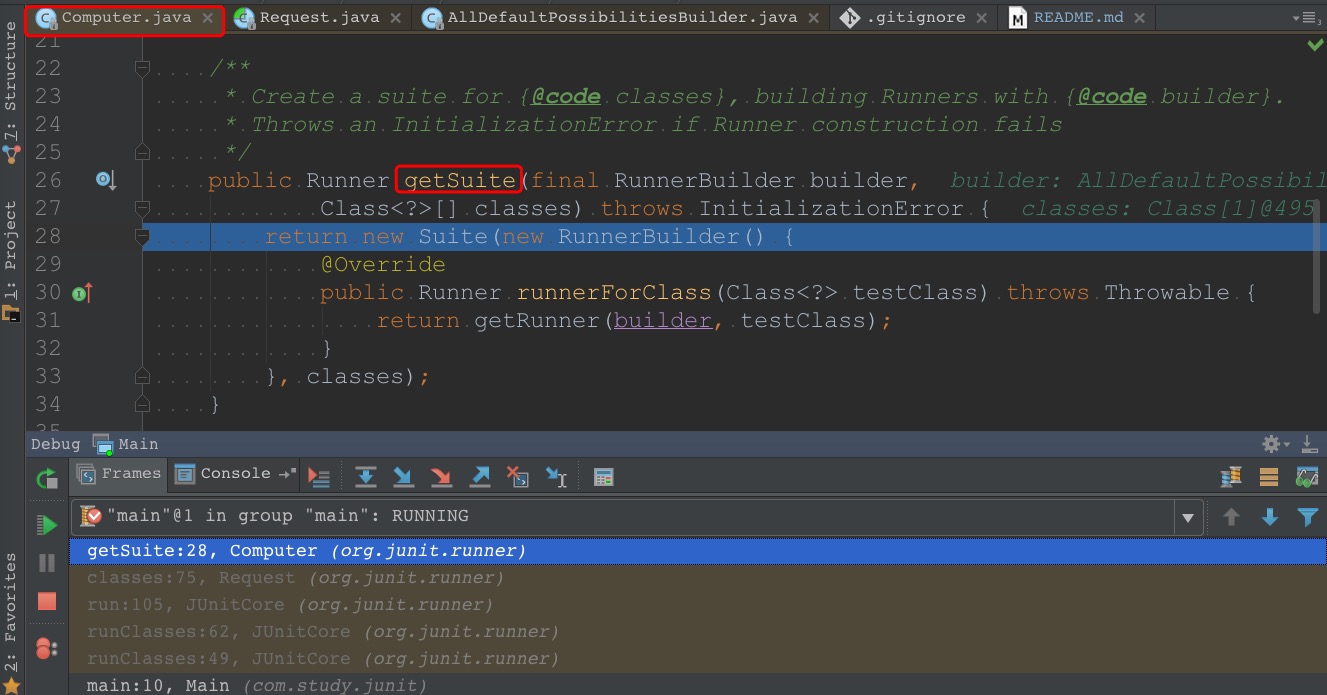 Computer.java Request.java AllDefaultPossibilitiesBuilder.java .gitignore README.md
7: Structure
1: Project
2: Favorites
21
22 /**
23 * Create a suite for {@code classes}, building Runners with {@code builder}.
24 * Throws an InitializationError if Runner construction fails
25 */
26 public Runner getSuite(final RunnerBuilder builder, builder: AllDefaultPossibil
27 Class<?>[] classes) throws InitializationError { classes: Class[1]@495
28 return new Suite(new RunnerBuilder() {
29 @Override
30 public Runner runnerForClass(Class<?> testClass) throws Throwable {
31 return getRunner(builder, testClass);
32 }
33 }, classes);
34 }
35
Debug Main
Frames Console
"main"@1 in group "main": RUNNING
getSuite:28, Computer (org.junit.runner)
classes:75, Request (org.junit.runner)
run:105, JUnitCore (org.junit.runner)
runClasses:62, JUnitCore (org.junit.runner)
runClasses:49, JUnitCore (org.junit.runner)
main:10, Main (com.study.junit)